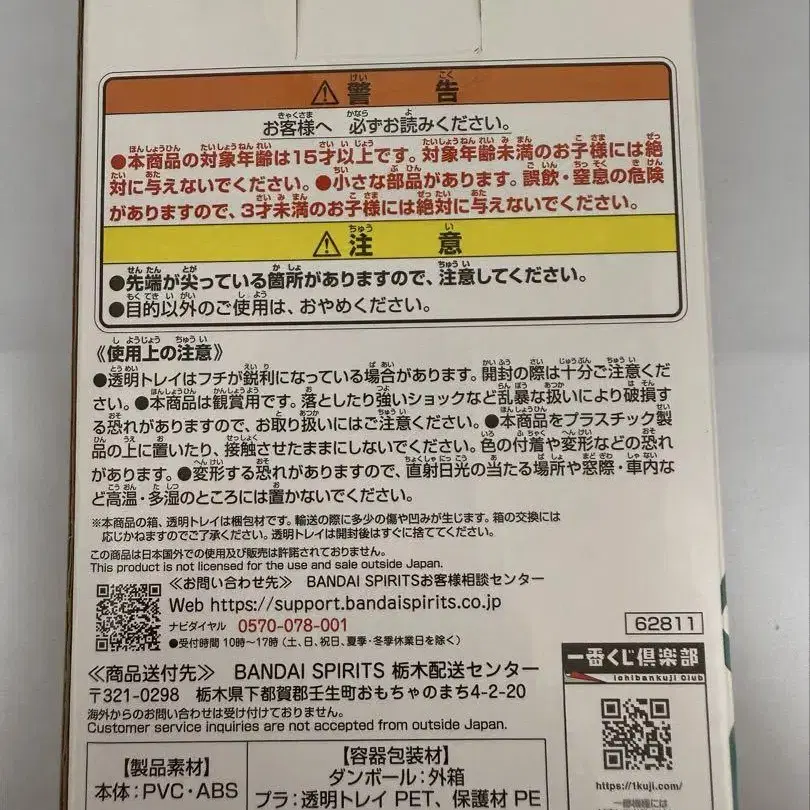 ⚠警告
お客様へ 必ずお読みください。
●本商品の対象年齢は15才以上です。対象年齢未満のお子様には絶
対に与えないでください。●小さな部品があります。誤飲・窒息の危険
がありますので、3才未満のお子様には絶対に与えないでください。
⚠注意
●先端が尖っている箇所がありますので、注意してください。
●目的以外のご使用は、おやめください。
《使用上の注意》
●透明トレイはフチが鋭利になっている場合があります。開封の際は十分ご注意くだ
さい。●本商品は観賞用です。落としたり強いショックなど乱暴な扱いにより破損す
る恐れがありますので、お取り扱いにはご注意ください。●本商品をプラスチック製
品の上に置いたり、接触させたままにしないでください。色の付着や変形などの恐れ
があります。●変形する恐れがありますので、直射日光の当たる場所や窓際・車内な
ど高温・多湿のところには置かないでください。
※本商品の箱、透明トレイは梱包材です。輸送の際に多少の傷や凹みが生じます。箱の交換には
応じかねますのでご了承ください。透明トレイは開封後はすぐに捨ててください。
この商品は日本国外での使用及び販売は許諾されておりません。
This product is not licensed for the use and sale outside Japan.
≪お問い合わせ先≫ BANDAI SPIRITSお客様相談センター
Web https://support.bandaispirits.co.jp
ナビダイヤル 0570-078-001
●受付時間 10時~17時(土、日、祝日、夏季・冬季休業日を除く)
62811
≪商品送付先≫ BANDAI SPIRITS 栃木配送センター
〒321-0298 栃木県下都賀郡壬生町おもちゃのまち4-2-20
海外からのお問い合わせは受け付けておりません。
Customer service inquiries are not accepted from outside Japan.
一番くじ倶楽部
ichibankuji Club
https://1kuji.com/
【製品素材】
本体:PVC・ABS
【容器包装材】
ダンボール:外箱
プラ:透明トレイ PET、保護材 PE